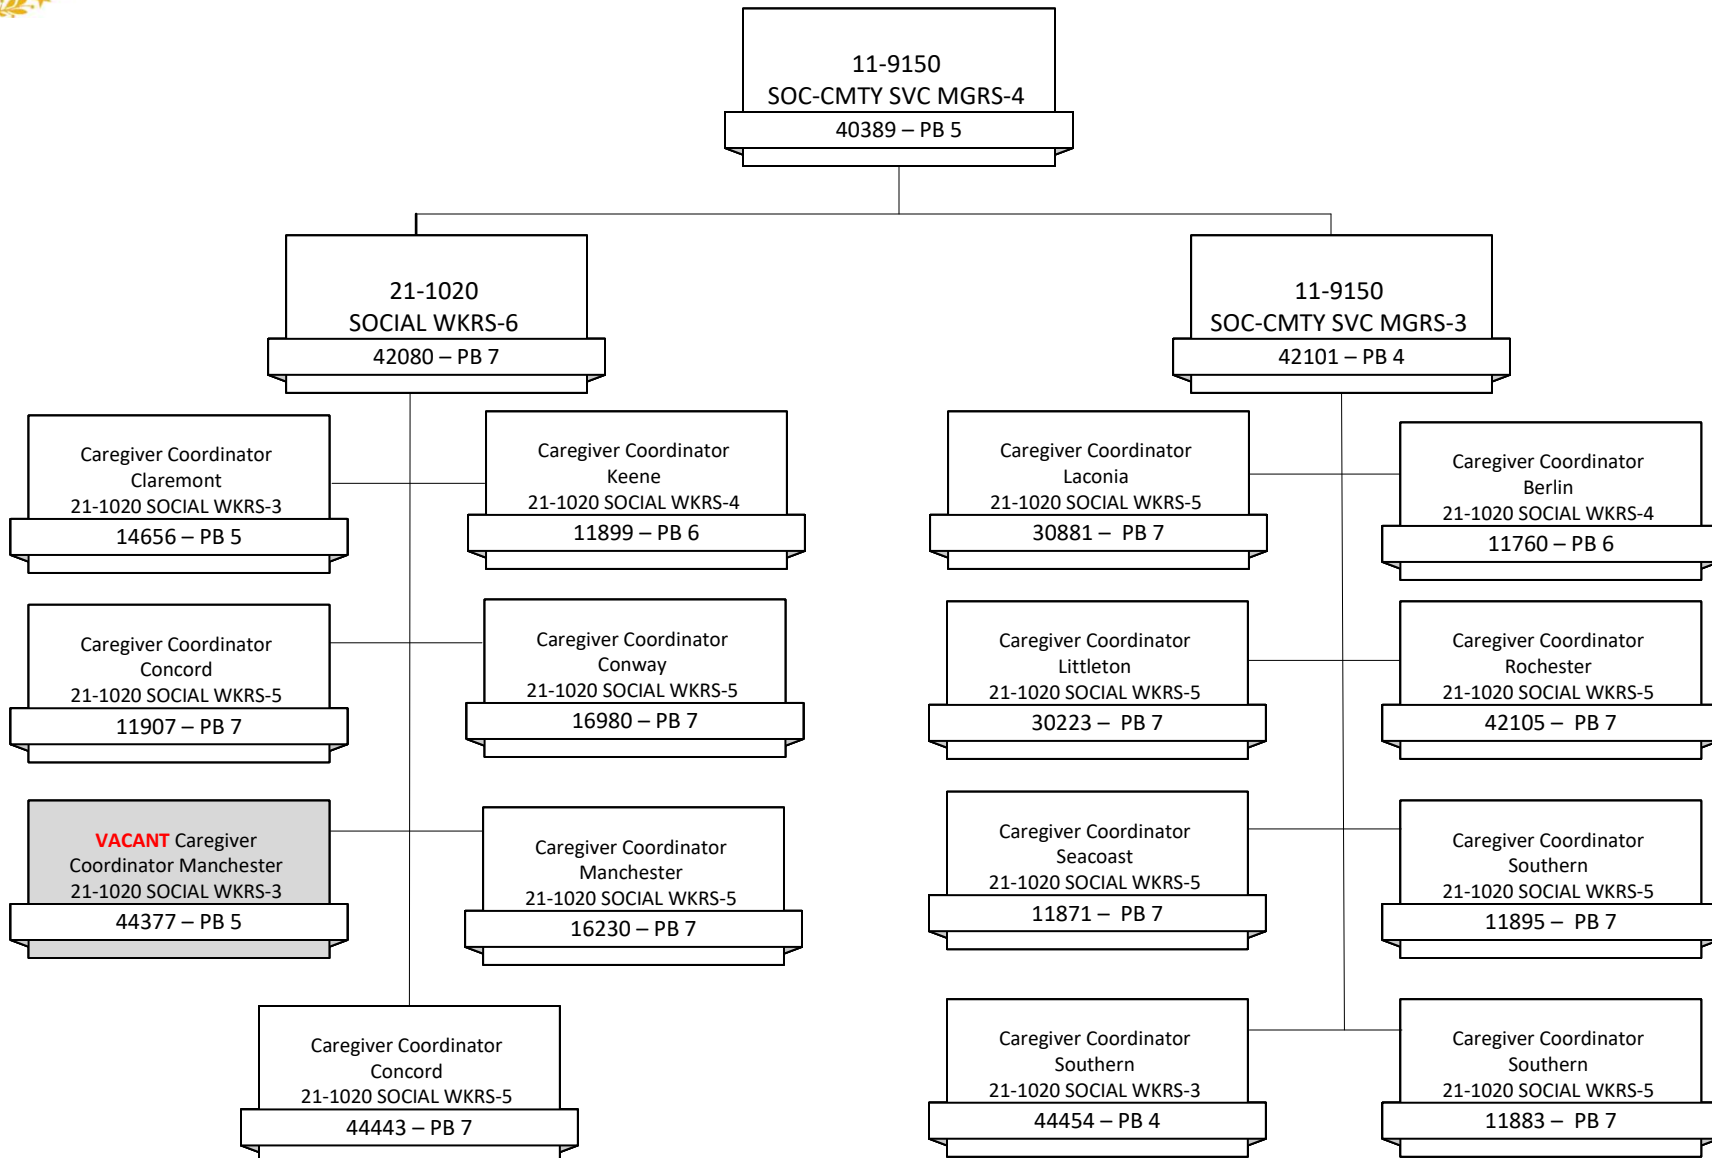 11-9150
SOC-CMTY SVC MGRS-4
40389 – PB 5
21-1020
SOCIAL WKRS-6
42080 – PB 7
11-9150
SOC-CMTY SVC MGRS-3
42101 – PB 4
Caregiver Coordinator
Claremont
21-1020 SOCIAL WKRS-3
14656 – PB 5
Caregiver Coordinator
Keene
21-1020 SOCIAL WKRS-4
11899 – PB 6
Caregiver Coordinator
Laconia
21-1020 SOCIAL WKRS-5
30881 – PB 7
Caregiver Coordinator
Berlin
21-1020 SOCIAL WKRS-4
11760 – PB 6
Caregiver Coordinator
Concord
21-1020 SOCIAL WKRS-5
11907 – PB 7
Caregiver Coordinator
Conway
21-1020 SOCIAL WKRS-5
16980 – PB 7
Caregiver Coordinator
Littleton
21-1020 SOCIAL WKRS-5
30223 – PB 7
Caregiver Coordinator
Rochester
21-1020 SOCIAL WKRS-5
42105 – PB 7
VACANT Caregiver
Coordinator Manchester
21-1020 SOCIAL WKRS-3
44377 – PB 5
Caregiver Coordinator
Manchester
21-1020 SOCIAL WKRS-5
16230 – PB 7
Caregiver Coordinator
Seacoast
21-1020 SOCIAL WKRS-5
11871 – PB 7
Caregiver Coordinator
Southern
21-1020 SOCIAL WKRS-5
11895 – PB 7
Caregiver Coordinator
Concord
21-1020 SOCIAL WKRS-5
44443 – PB 7
Caregiver Coordinator
Southern
21-1020 SOCIAL WKRS-3
44454 – PB 4
Caregiver Coordinator
Southern
21-1020 SOCIAL WKRS-5
11883 – PB 7